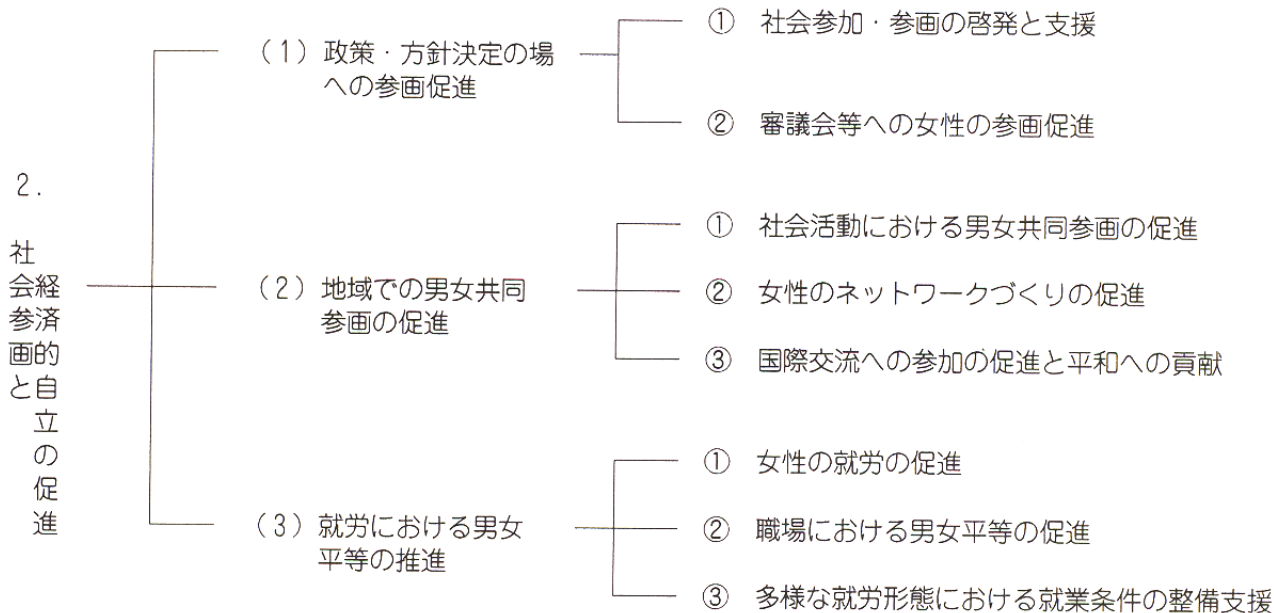 2.
社会参画と
経済的自立の促進
(1) 政策・方針決定の場
への参画促進
① 社会参加・参画の啓発と支援
② 審議会等への女性の参画促進
(2) 地域での男女共同
参画の促進
① 社会活動における男女共同参画の促進
② 女性のネットワークづくりの促進
③ 国際交流への参加の促進と平和への貢献
(3) 就労における男女
平等の推進
① 女性の就労の促進
② 職場における男女平等の促進
③ 多様な就労形態における就業条件の整備支援